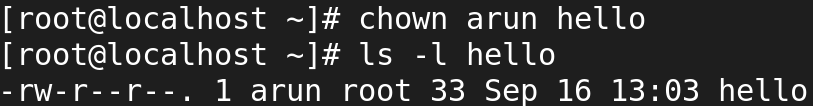 [root@localhost ~]# chown arun hello
[root@localhost ~]# ls -l hello
-rw-r--r--. 1 arun root 33 Sep 16 13:03 hello